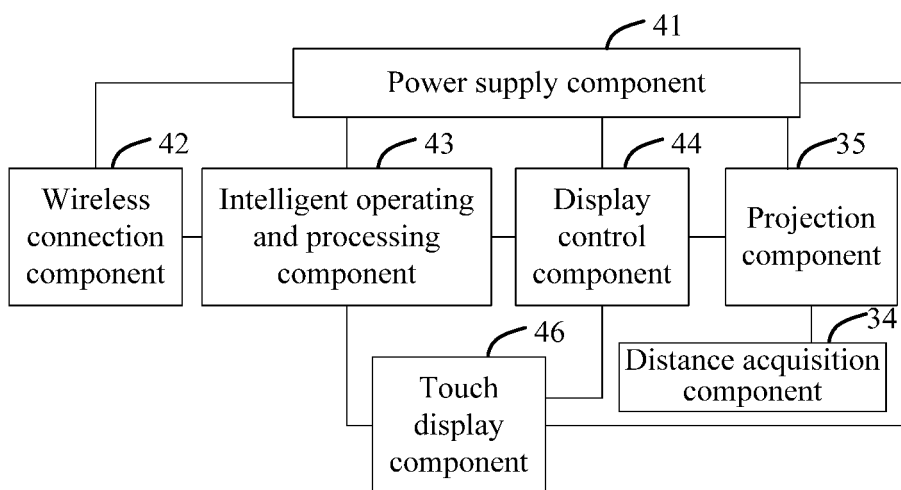 41
Power supply component
42
43
44
35
Wireless
connection
component
Intelligent operating
and processing
component
Display
control
component
Projection
component
46
34
Touch
display
component
Distance acquisition
component